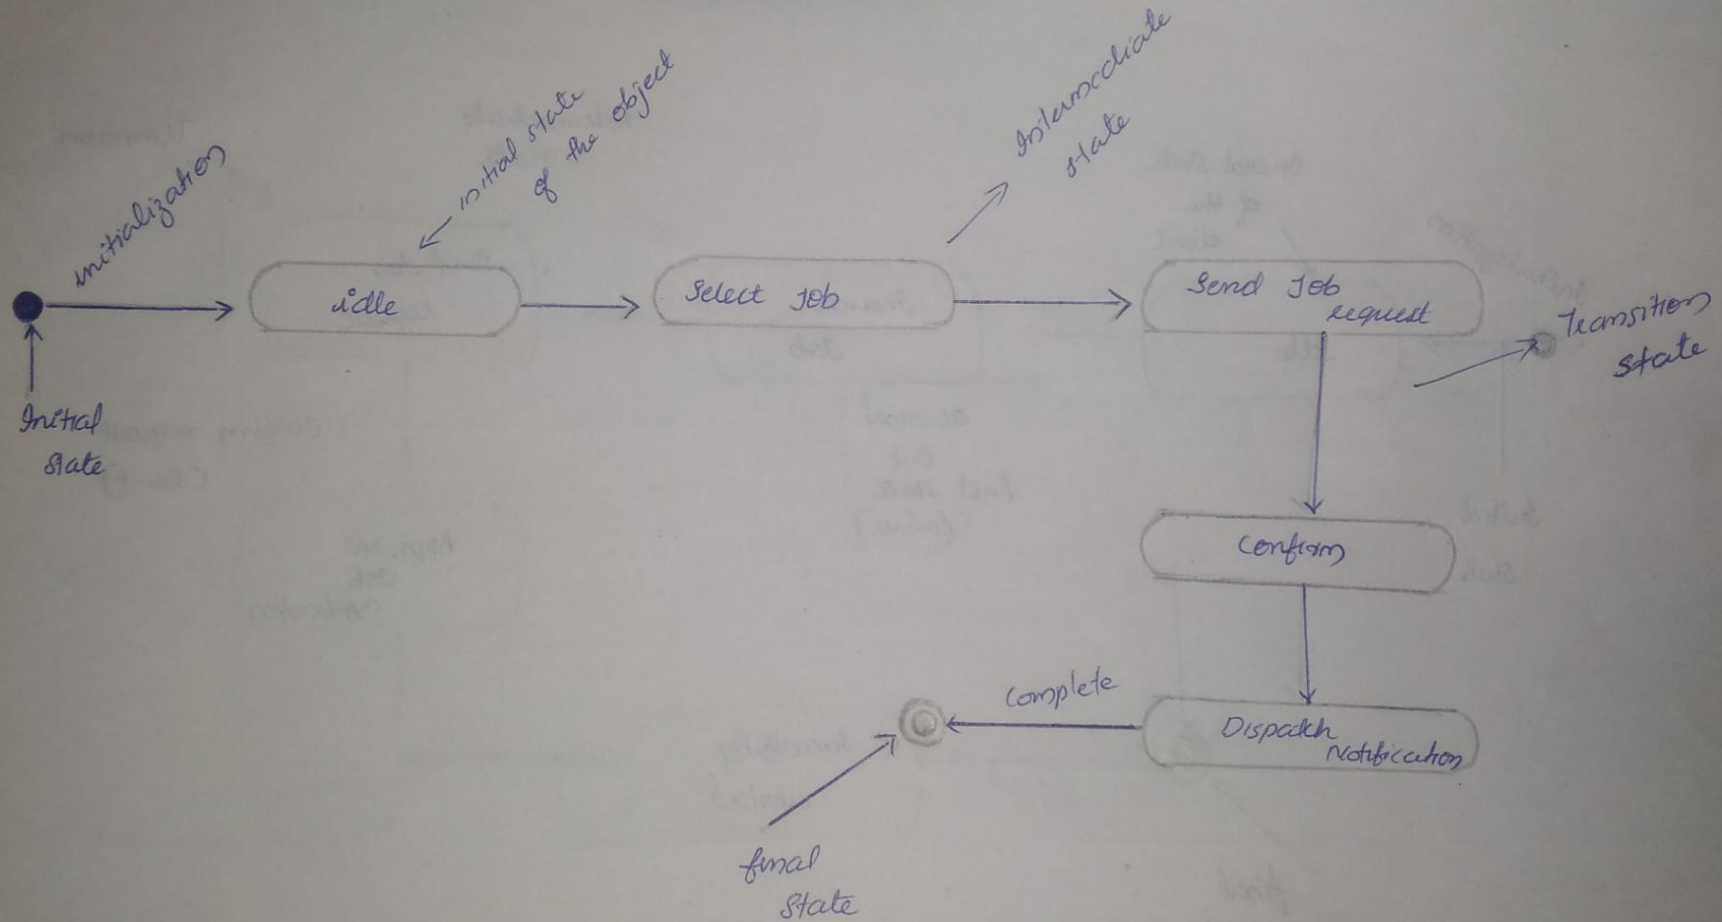 initialization
initial state
of the object
Intermediate
state
Initial
state
idle
Select Job
Send Job
request
Transition
state
Confirm
Complete
Dispatch
Notification
final
state